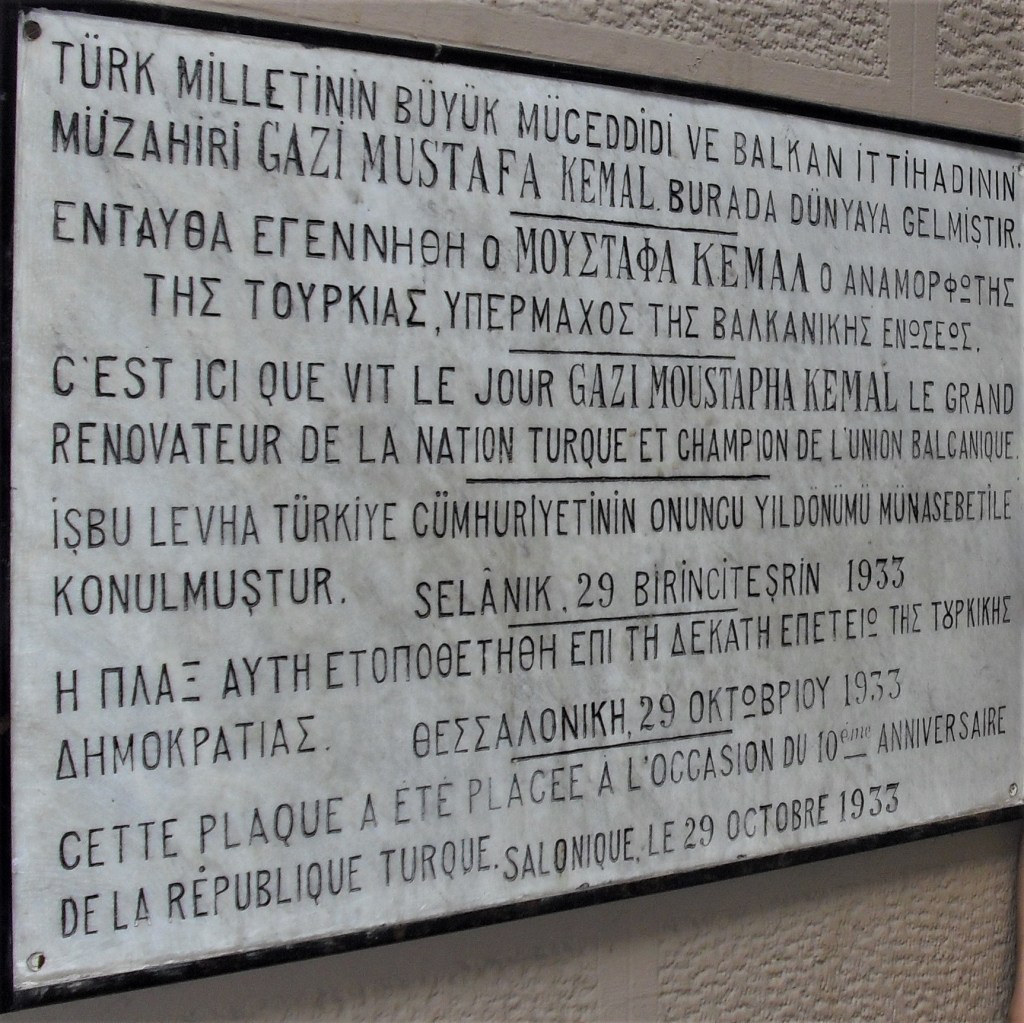 TÜRK MİLLETİNİN BÜYÜK MÜCEDDİDİ VE BALKAN İTTİHADININ
MÜZAHİRİ GAZİ MUSTAFA KEMAL. BURADA DÜNYAYA GELMİŞTIR.
ΕΝΤΑΥΘΑ ΕΓΕΝΝΗΘΗ Ο ΜΟΥΣΤΑΦΑ ΚΕΜΑΛ Ο ΑΝΑΜΟΡΦΩΤΗΣ
ΤΗΣ ΤΟΥΡΚΙΑΣ, ΥΠΕΡΜΑΧΟΣ ΤΗΣ ΒΑΛΚΑΝΙΚΗΣ ΕΝΩΣΕΩΣ.
C'EST ICI QUE VIT LE JOUR GAZI MOUSTAPHA KEMAL LE GRAND
RENOVATEUR DE LA NATION TURQUE ET CHAMPION DE L'UNION BALCANIQUE.
İŞBU LEVHA TÜRKİYE CÜMHURİYETİNİN ONUNCU YILDÖNÜMÜ MÜNASEBETİLE
KONULMUŞTUR. SELÂNIK, 29 BİRİNCİTEŞRİN 1933
Η ΠΛΑΞ ΑΥΤΗ ΕΤΟΠΟΘΕΤΗΘΗ ΕΠΙ ΤΗ ΔΕΚΑΤΗ ΕΠΕΤΕΙΩ ΤΗΣ ΤȣΡΚΙΚΗΣ
ΔΗΜΟΚΡΑΤΙΑΣ. ΘΕΣΣΑΛΟΝΙΚΗ, 29 ΟΚΤΩΒΡΙΟΥ 1933
CETTE PLAQUE A ÉTÉ PLACÉE À L'OCCASION DU 10ème ANNIVERSAIRE
DE LA RÉPUBLIQUE TURQUE. SALONIQUE, LE 29 OCTOBRE 1933